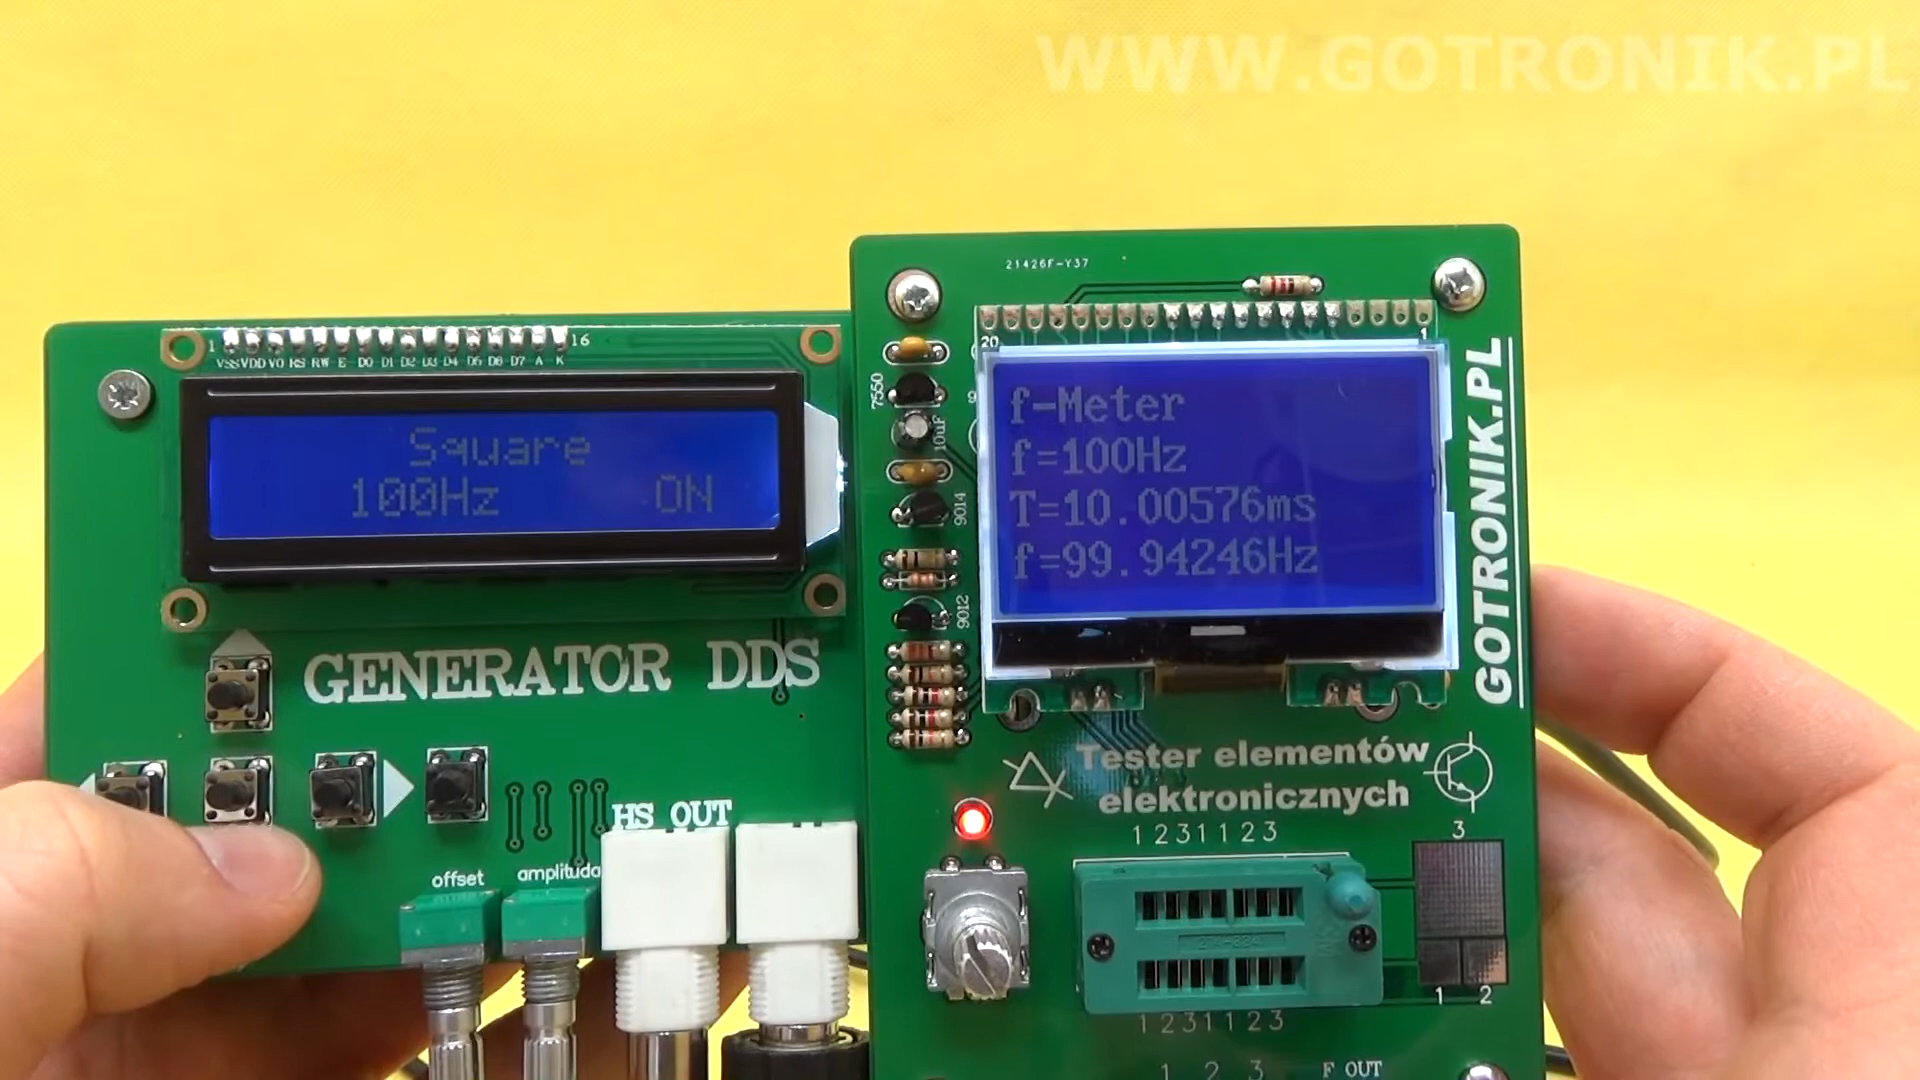 WWW.GOTRONIK.PL
21426F-Y37
1
16
VSS VDD VO RS RW E D0 D1 D2 D3 D4 D5 D6 D7 A K
Square
100Hz ON
GENERATOR DDS
HS OUT
offset
amplituda
20
1
7550
10uF
9014
9012
f-Meter
f=100Hz
T=10.00576ms
f=99.94246Hz
GOTRONIK.PL
Tester elementów
elektronicznych
1 2 3 1 1 2 3
3
1 2
1 2 3 1 1 2 3
1 2 3 F OUT